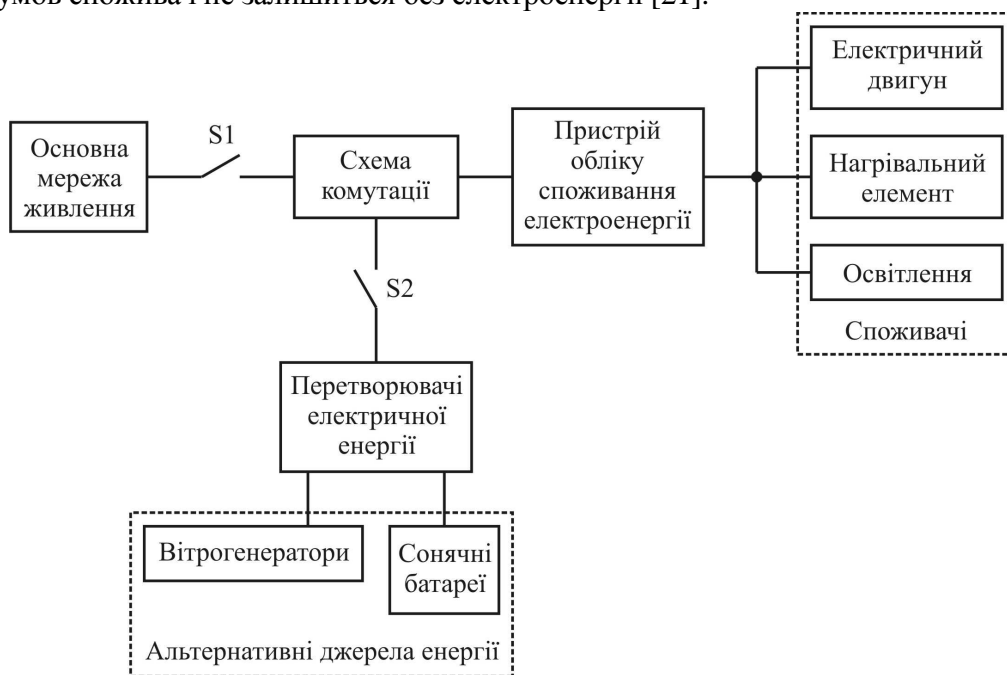 умов спожива і не залишиться без електроенергії [21].
Основна
мережа
живлення
S1
Схема
комутації
Пристрій
обліку
споживання
електроенергії
Електричний
двигун
Нагрівальний
елемент
Освітлення
Споживачі
S2
Перетворювачі
електричної
енергії
Вітрогенератори
Сонячні
батареї
Альтернативні джерела енергії